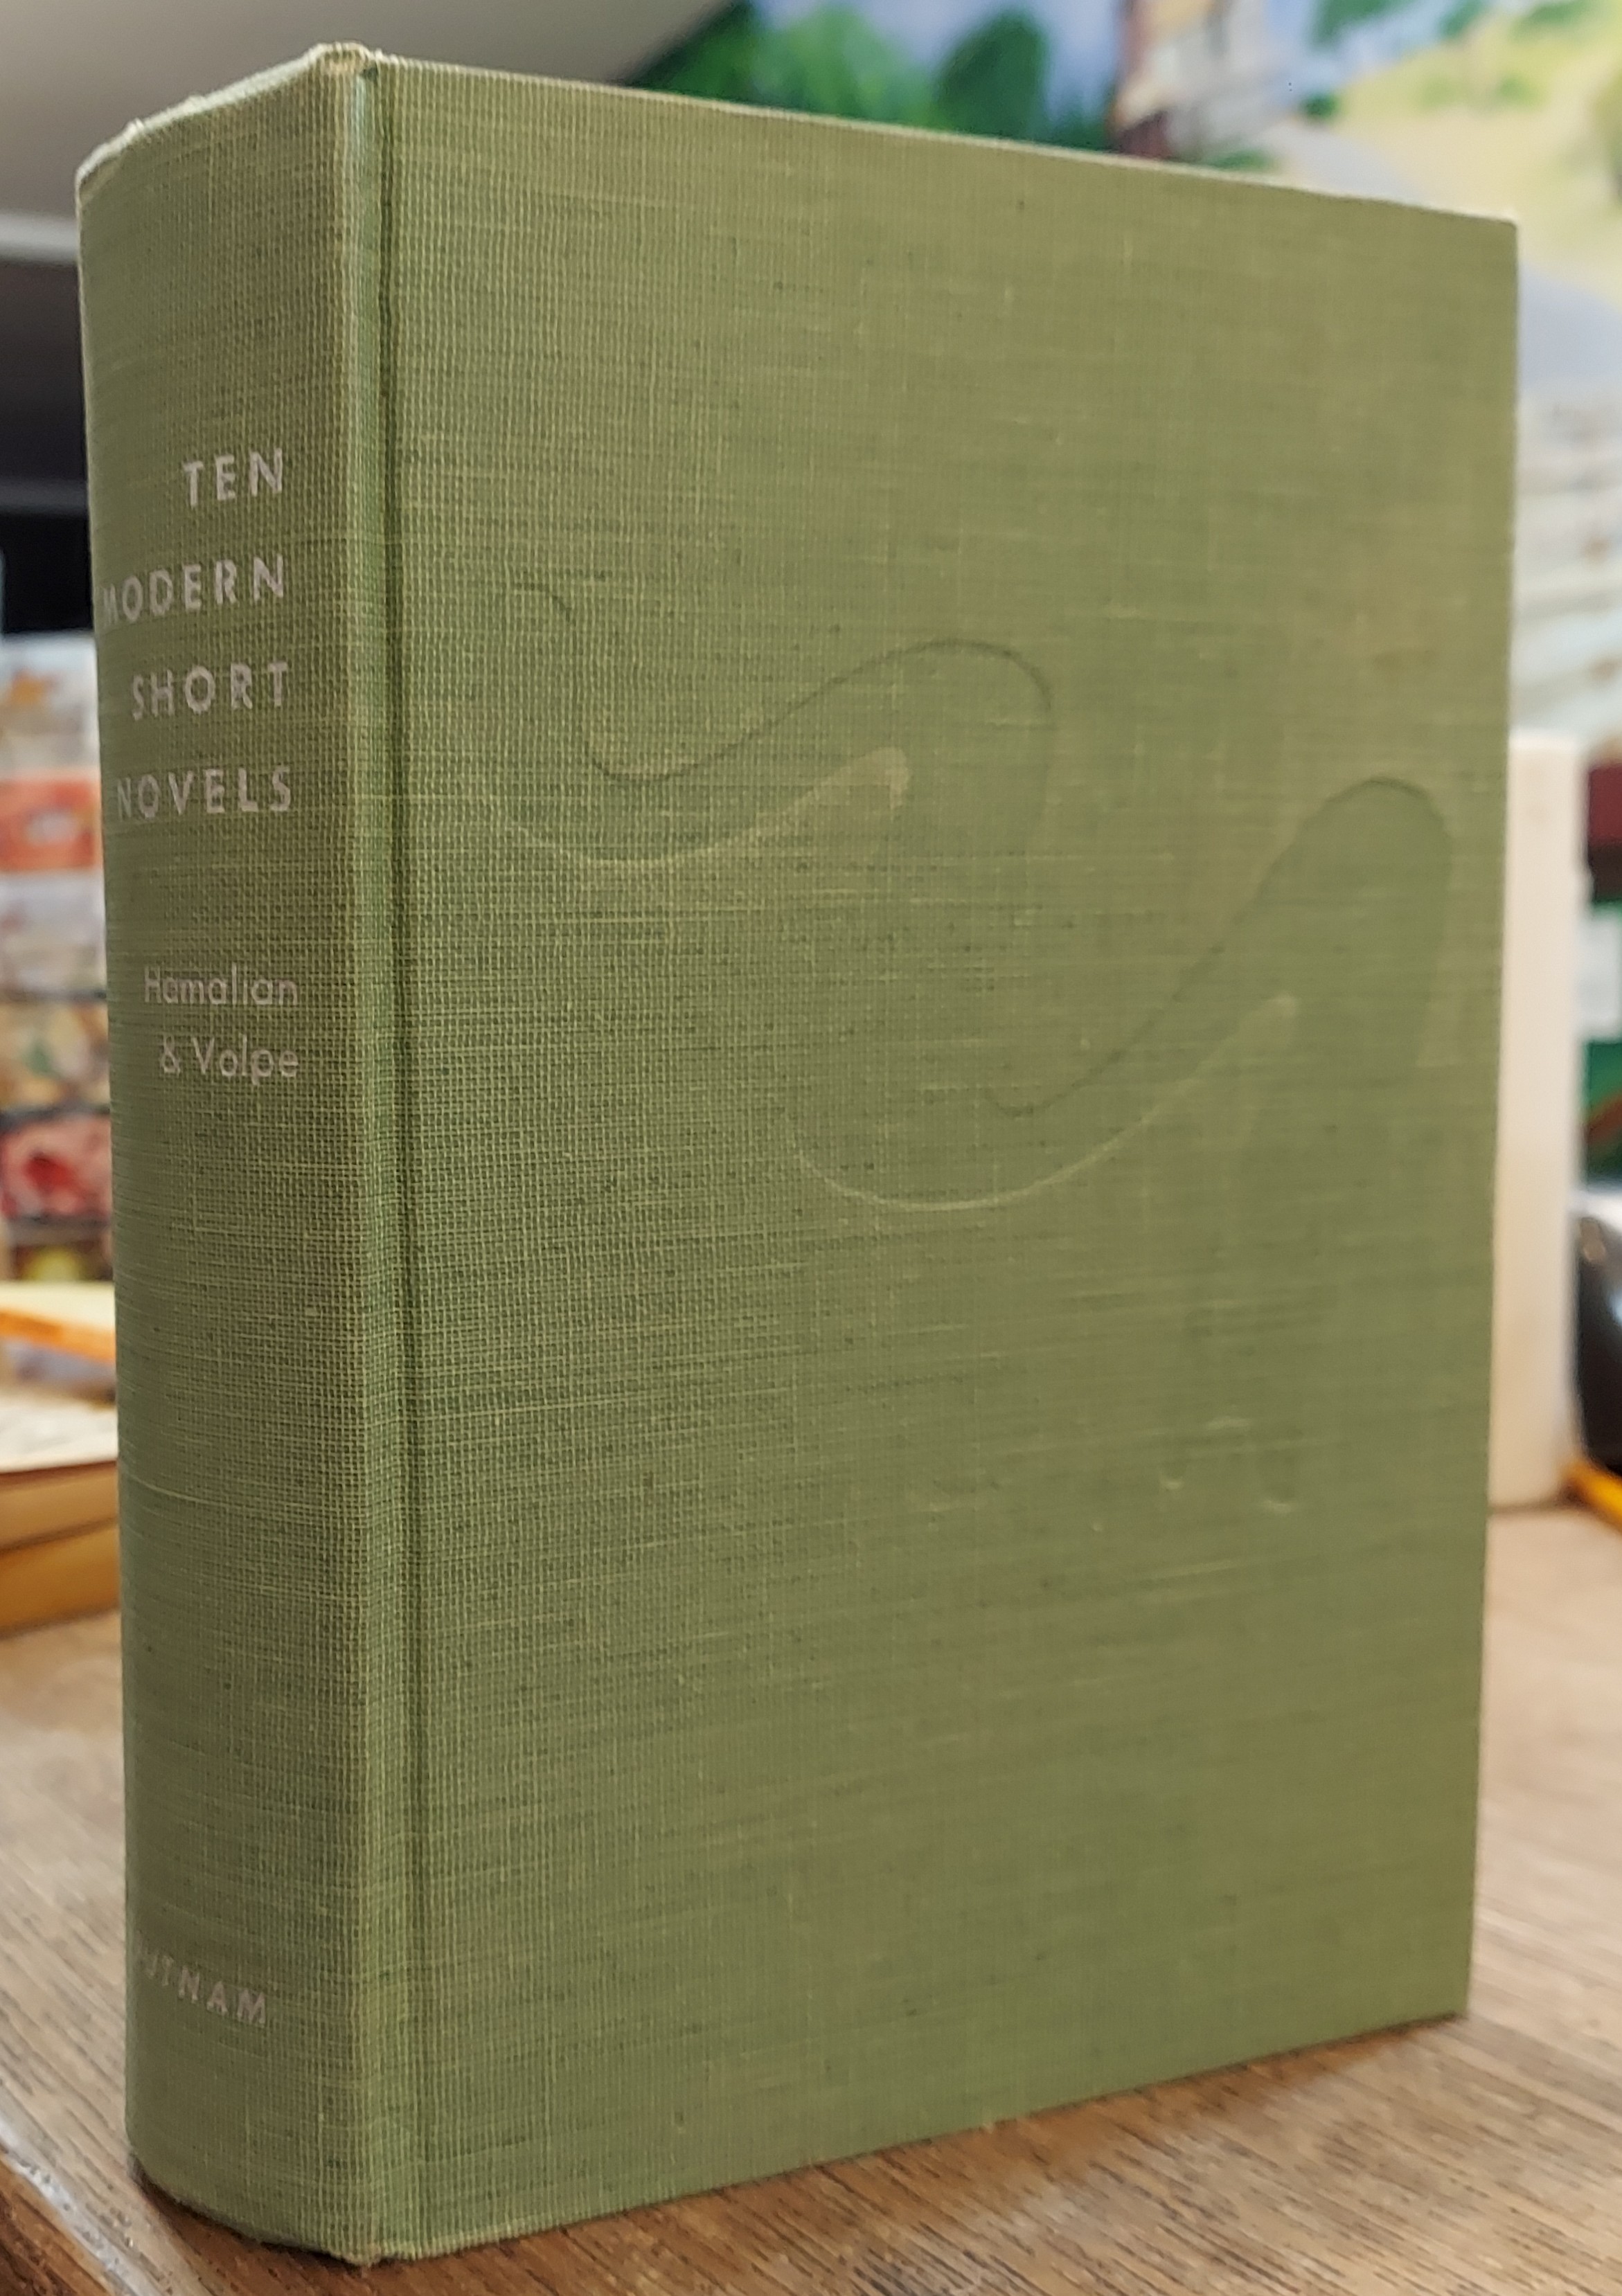 TEN
MODERN
SHORT
NOVELS
Hamalian
& Volpe
PUTNAM